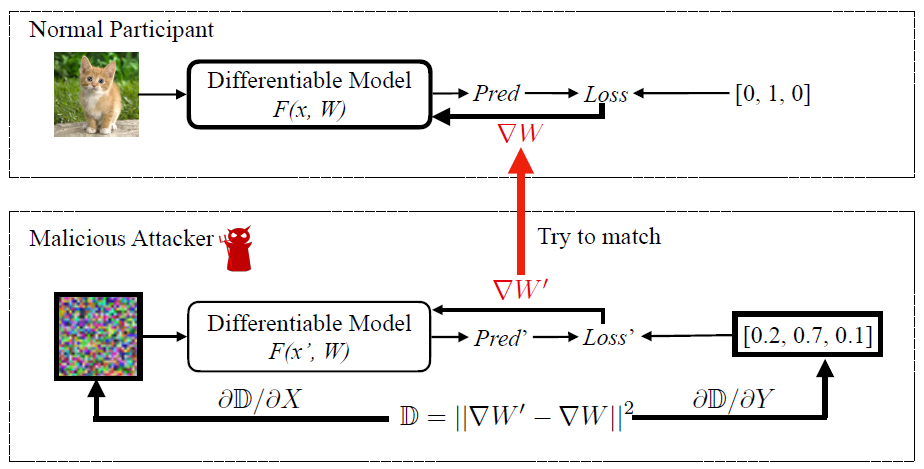 Normal Participant
Differentiable Model
F(x, W)
Pred
Loss
[0, 1, 0]
∇W
Malicious Attacker
Try to match
∇W′
Differentiable Model
F(x’, W)
Pred’
Loss’
[0.2, 0.7, 0.1]
∂𝔻/∂X
𝔻 = ||∇W′ − ∇W||²
∂𝔻/∂Y